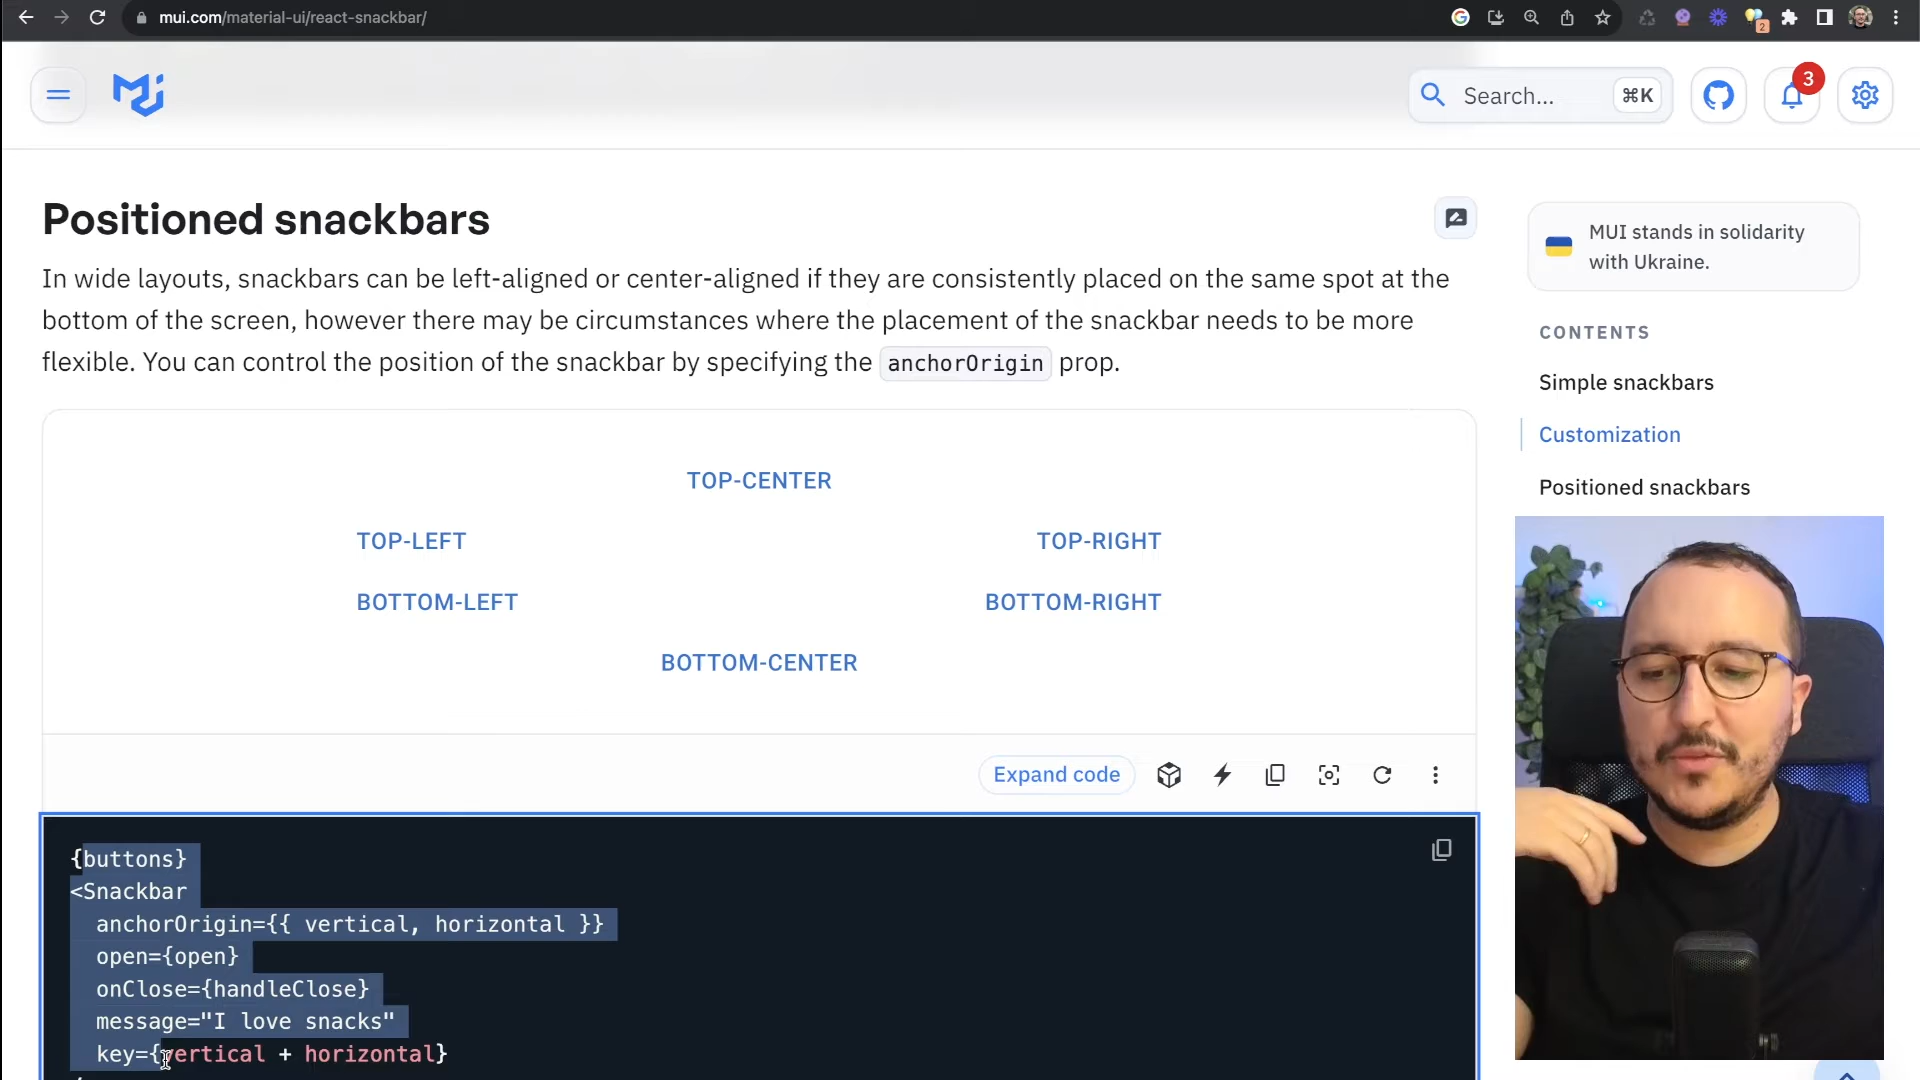 mui.com/material-ui/react-snackbar/
2
Search...
⌘K
3
Positioned snackbars
In wide layouts, snackbars can be left-aligned or center-aligned if they are consistently placed on the same spot at the
bottom of the screen, however there may be circumstances where the placement of the snackbar needs to be more
flexible. You can control the position of the snackbar by specifying the anchorOrigin prop.
MUI stands in solidarity
with Ukraine.
CONTENTS
Simple snackbars
Customization
Positioned snackbars
TOP-CENTER
TOP-LEFT
TOP-RIGHT
BOTTOM-LEFT
BOTTOM-RIGHT
BOTTOM-CENTER
Expand code
{buttons}
<Snackbar
anchorOrigin={{ vertical, horizontal }}
open={open}
onClose={handleClose}
message="I love snacks"
key={vertical + horizontal}